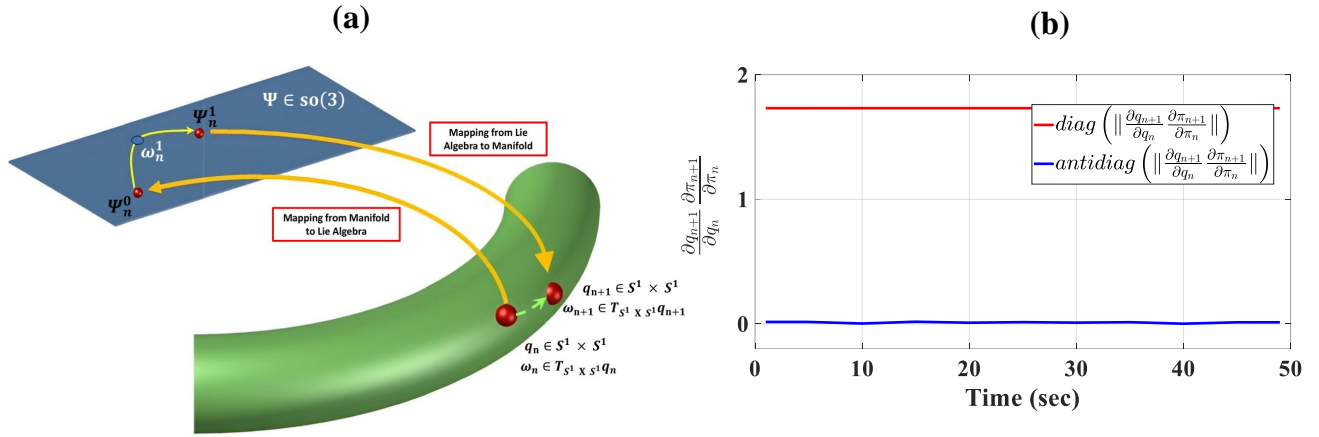 (a)
Ψ ∈ so(3)
Ψ_n^1
ω_n^1
Ψ_n^0
Mapping from Lie
Algebra to Manifold
Mapping from Manifold
to Lie Algebra
q_{n+1} ∈ S^1 × S^1
ω_{n+1} ∈ T_{S^1 X S^1} q_{n+1}
q_n ∈ S^1 × S^1
ω_n ∈ T_{S^1 X S^1} q_n
(b)
∂q_{n+1}/∂q_n ∂π_{n+1}/∂π_n
2
1
0
diag (‖ ∂q_{n+1}/∂q_n ∂π_{n+1}/∂π_n ‖)
antidiag (‖ ∂q_{n+1}/∂q_n ∂π_{n+1}/∂π_n ‖)
0 10 20 30 40 50
Time (sec)